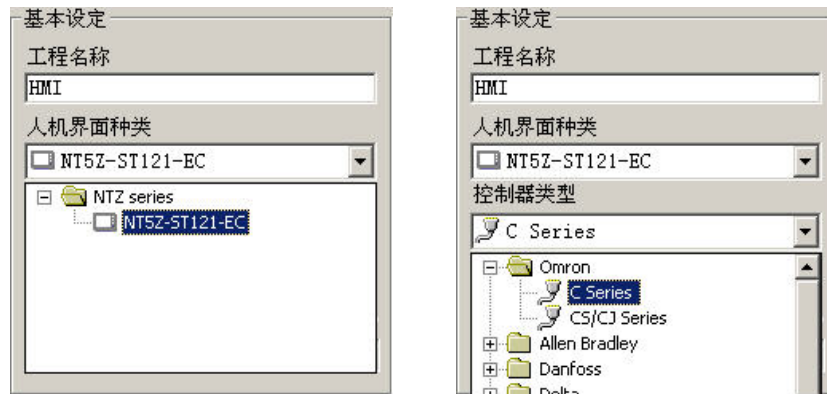 基本设定
工程名称
HMI
人机界面种类
NT5Z-ST121-EC
NTZ series
NT5Z-ST121-EC
基本设定
工程名称
HMI
人机界面种类
NT5Z-ST121-EC
控制器类型
C Series
Omron
C Series
CS/CJ Series
Allen Bradley
Danfoss
Delta